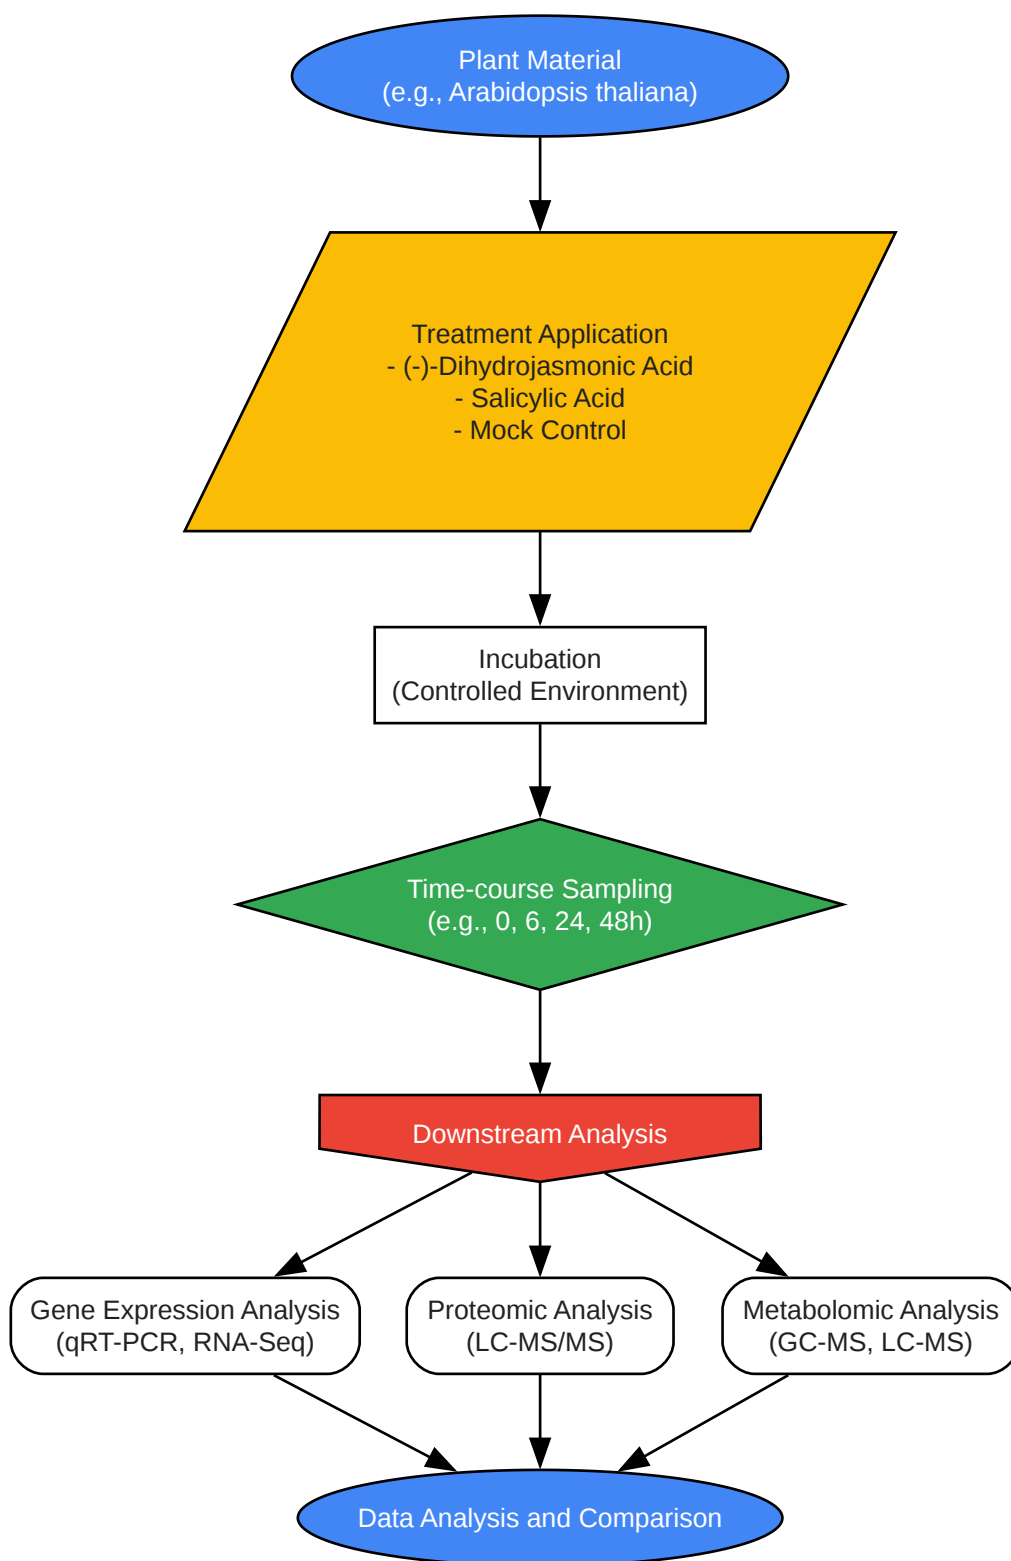 Plant Material
(e.g., Arabidopsis thaliana)
Treatment Application
- (-)-Dihydrojasmonic Acid
- Salicylic Acid
- Mock Control
Incubation
(Controlled Environment)
Time-course Sampling
(e.g., 0, 6, 24, 48h)
Downstream Analysis
Gene Expression Analysis
(qRT-PCR, RNA-Seq)
Proteomic Analysis
(LC-MS/MS)
Metabolomic Analysis
(GC-MS, LC-MS)
Data Analysis and Comparison